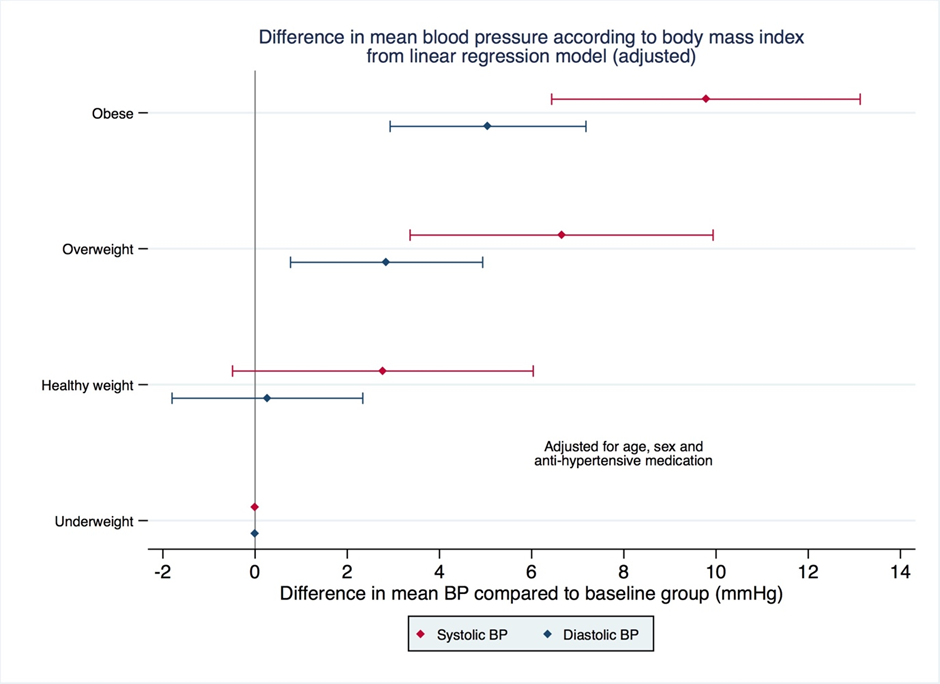 Difference in mean blood pressure according to body mass index
from linear regression model (adjusted)
Obese
Overweight
Healthy weight
Adjusted for age, sex and
anti-hypertensive medication
Underweight
-2 0 2 4 6 8 10 12 14
Difference in mean BP compared to baseline group (mmHg)
Systolic BP Diastolic BP